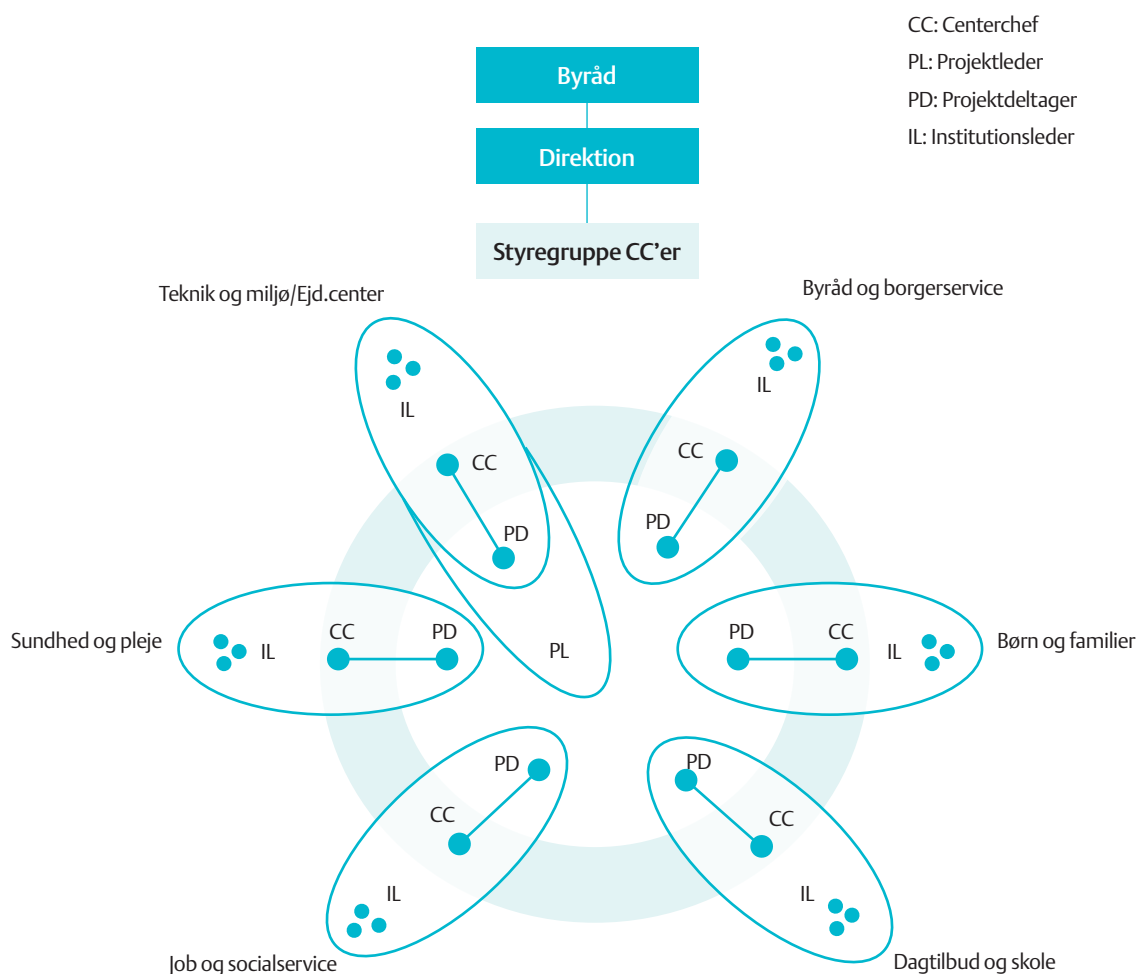 CC: Centerchef
PL: Projektleder
PD: Projektdeltager
IL: Institutionsleder
Byråd
Direktion
Styregruppe CC’er
Teknik og miljø/Ejd.center
Byråd og borgerservice
IL
IL
CC
CC
PD
PD
Sundhed og pleje
IL
CC
PD
PL
PD
CC
IL
Børn og familier
PD
PD
CC
CC
IL
IL
Job og socialservice
Dagtilbud og skole